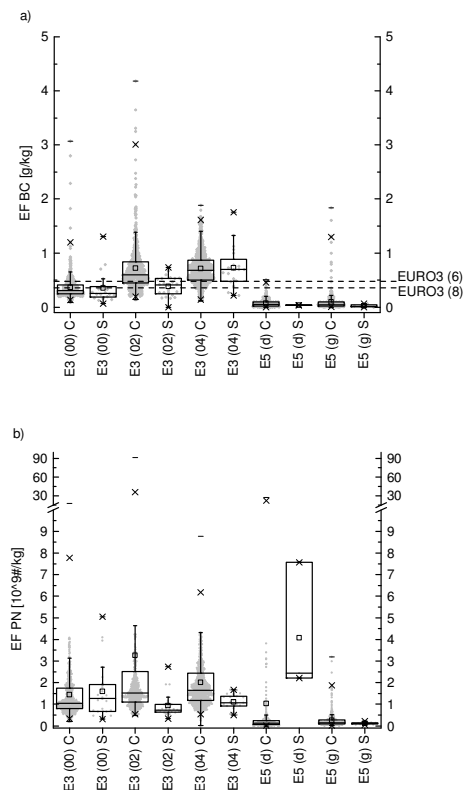 a)
5
5
4
4
3
3
2
2
1
1
0
0
EF BC [g/kg]
EURO3 (6)
EURO3 (8)
E3 (00) C
E3 (00) S
E3 (02) C
E3 (02) S
E3 (04) C
E3 (04) S
E5 (d) C
E5 (d) S
E5 (g) C
E5 (g) S
b)
90
90
60
60
30
30
9
9
8
8
7
7
6
6
5
5
4
4
3
3
2
2
1
1
0
0
EF PN [10^9#/kg]
E3 (00) C
E3 (00) S
E3 (02) C
E3 (02) S
E3 (04) C
E3 (04) S
E5 (d) C
E5 (d) S
E5 (g) C
E5 (g) S